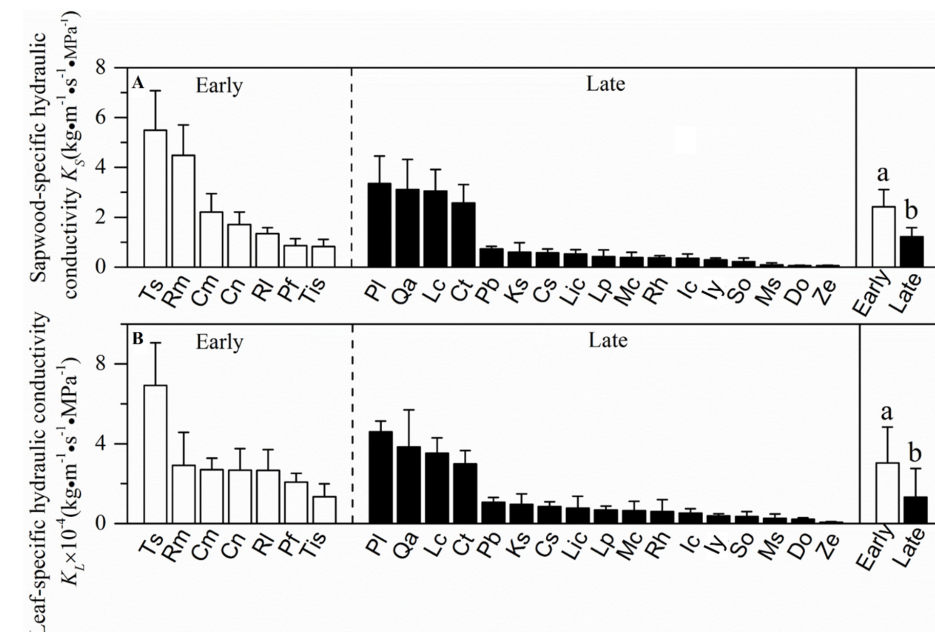 Sapwood-specific hydraulic
conductivity K_S(kg•m⁻¹•s⁻¹•MPa⁻¹)
8
6
4
2
0
A
Early
Late
a
b
Ts Rm Cm Cn Rl Pf Tis Pl Qa Lc Ct Pb Ks Cs Lic Lp Mc Rh Ic Iy So Ms Do Ze Early Late
Leaf-specific hydraulic conductivity
K_L×10⁻⁴(kg•m⁻¹•s⁻¹•MPa⁻¹)
8
4
0
B
Early
Late
a
b
Ts Rm Cm Cn Rl Pf Tis Pl Qa Lc Ct Pb Ks Cs Lic Lp Mc Rh Ic Iy So Ms Do Ze Early Late